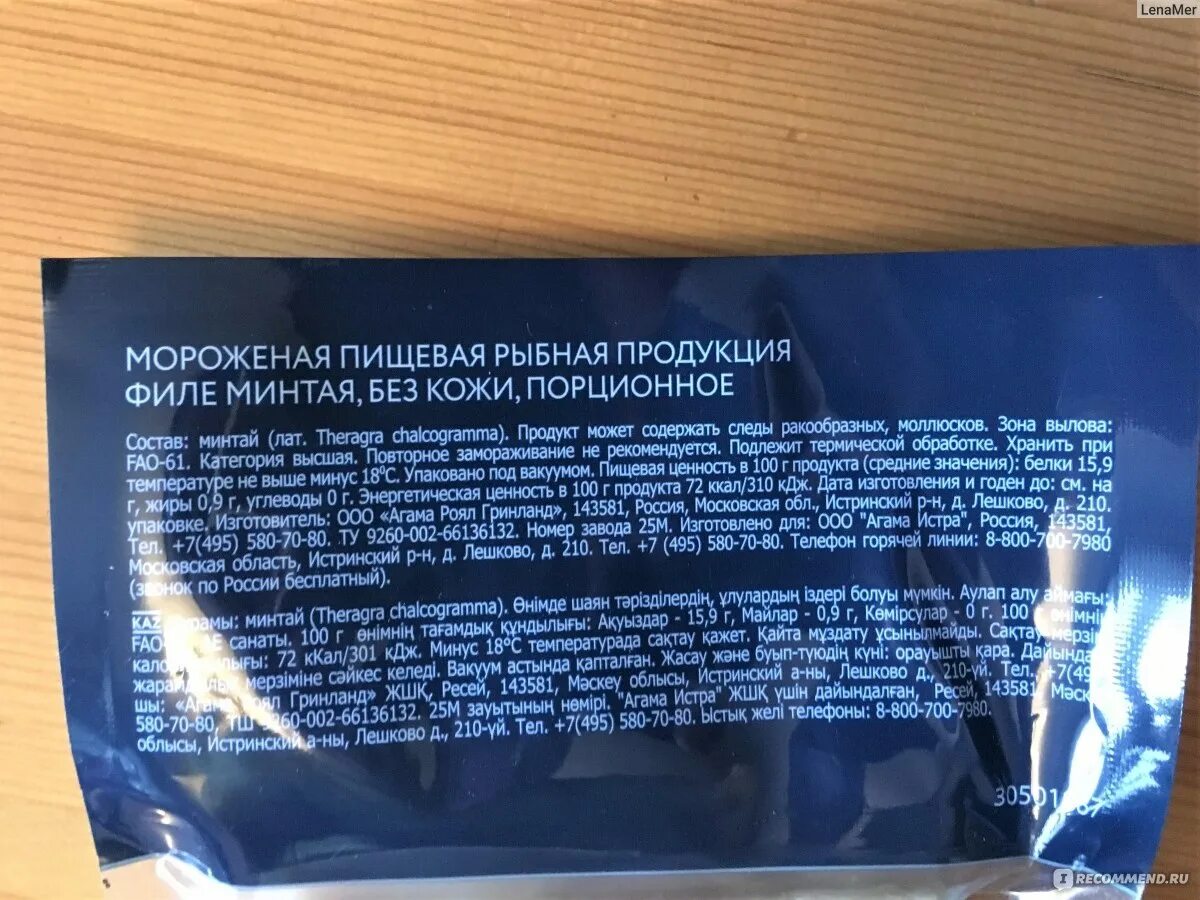 LenaMer
МОРОЖЕНАЯ ПИЩЕВАЯ РЫБНАЯ ПРОДУКЦИЯ
ФИЛЕ МИНТАЯ, БЕЗ КОЖИ, ПОРЦИОННОЕ
Состав: минтай (лат. Theragra chalcogramma). Продукт может содержать следы ракообразных, моллюсков. Зона вылова:
FAO-61. Категория высшая. Повторное замораживание не рекомендуется. Подлежит термической обработке. Хранить при
температуре не выше минус 18°С. Упаковано под вакуумом. Пищевая ценность в 100 г продукта (средние значения): белки 15,9
г, жиры 0,9 г, углеводы 0 г. Энергетическая ценность в 100 г продукта 72 ккал/310 кДж. Дата изготовления и годен до: см. на
упаковке. Изготовитель: ООО «Агама Роял Гринланд», 143581, Россия, Московская обл., Истринский р-н, д. Лешково, д. 210.
Тел. +7(495) 580-70-80. ТУ 9260-002-66136132. Номер завода 25М. Изготовлено для: ООО "Агама Истра", Россия, 143581,
Московская область, Истринский р-н, д. Лешково, д. 210. Тел. +7 (495) 580-70-80. Телефон горячей линии: 8-800-700-7980
(звонок по России бесплатный).
KAZ минтай (Theragra chalcogramma). Өнімде шаян тәрізділердің, ұлулардың іздері болуы мүмкін. Аулап алу аймағы:
FAO- санаты. 100 г өнімнің тағамдық құндылығы: Ақуыздар - 15,9 г, Майлар - 0,9 г, Көмірсулар - 0 г. 100 г өнімнің
72 кКал/301 кДж. Минус 18°С температурада сақтау қажет. Қайта мұздату ұсынылмайды. Сақтау мерзімі
мерзіміне сәйкес келеді. Вакуум астында қапталған. Жасау және буып-түюдің күні: орауышты қара. Дайындау
шы: «Агама Роял Гринланд» ЖШҚ, Ресей, 143581, Мәскеу облысы, Истринский а-ны, Лешково д., 210-үй. Тел. +7(495)
580-70-80, ТШ 9260-002-66136132. 25М зауытының нөмірі. "Агама Истра" ЖШҚ үшін дайындалған, Ресей, 143581
облысы, Истринский а-ны, Лешково д., 210-үй. Тел. +7(495) 580-70-80. Ыстық желі телефоны: 8-800-700-7980.
IRECOMMEND.RU